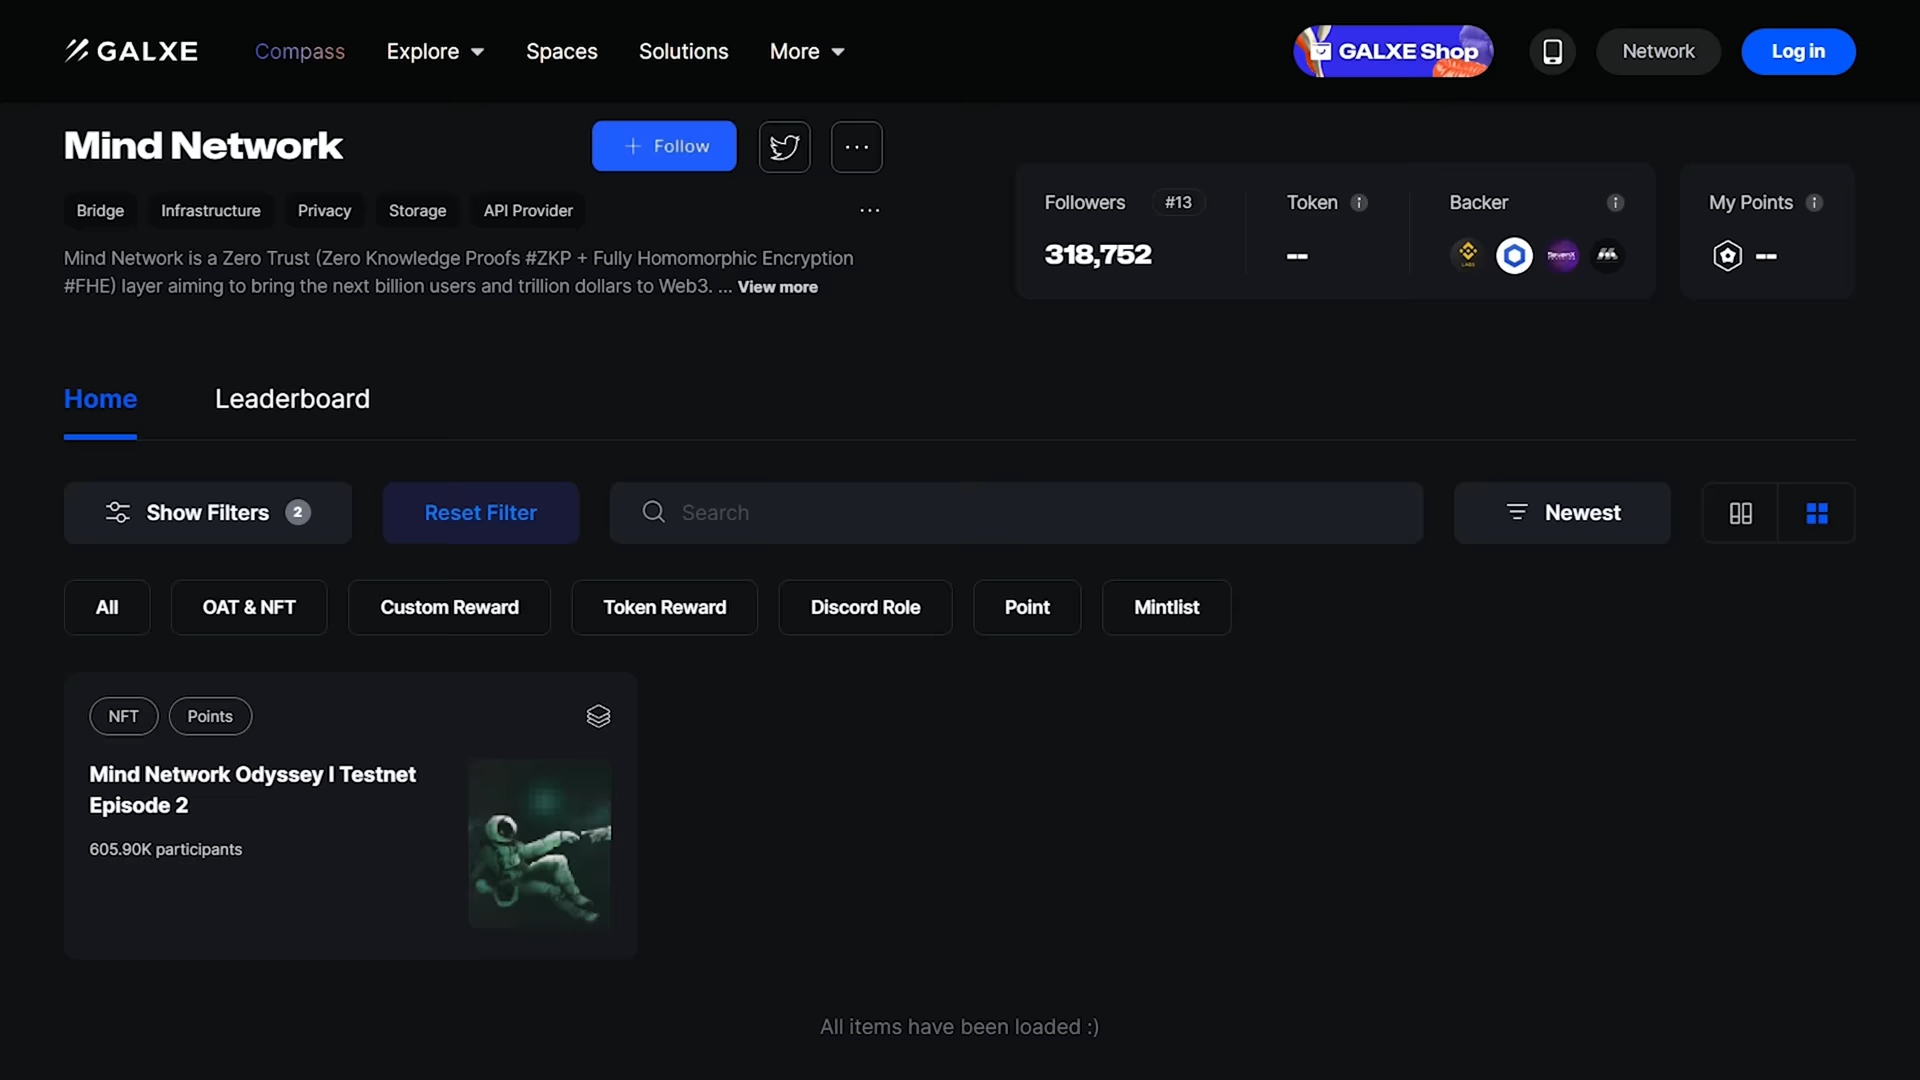 GALXE
Compass
Explore
Spaces
Solutions
More
GALXE Shop
Network
Log in
Mind Network
+ Follow
...
Bridge
Infrastructure
Privacy
Storage
API Provider
...
Mind Network is a Zero Trust (Zero Knowledge Proofs #ZKP + Fully Homomorphic Encryption
#FHE) layer aiming to bring the next billion users and trillion dollars to Web3. ... View more
Followers #13
318,752
Token
--
Backer
LABS
My Points
--
Home
Leaderboard
Show Filters 2
Reset Filter
Search
Newest
All
OAT & NFT
Custom Reward
Token Reward
Discord Role
Point
Mintlist
NFT
Points
Mind Network Odyssey I Testnet
Episode 2
605.90K participants
All items have been loaded :)